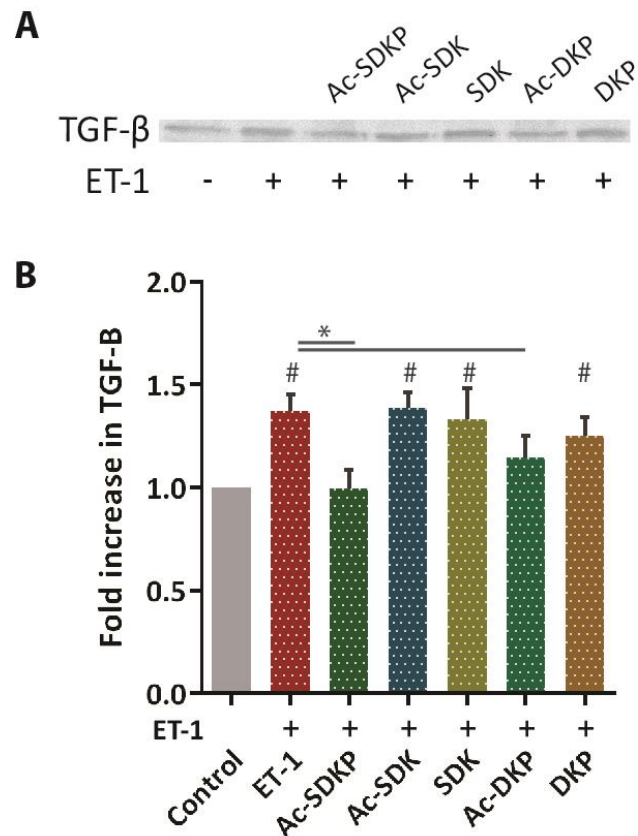 A
Ac-SDKP Ac-SDK SDK Ac-DKP DKP
TGF-β
ET-1 - + + + + + +
B
Fold increase in TGF-B
2.0
*
# # # #
1.5
1.0
0.5
0.0
ET-1 + + + + + +
Control ET-1 Ac-SDKP Ac-SDK SDK Ac-DKP DKP